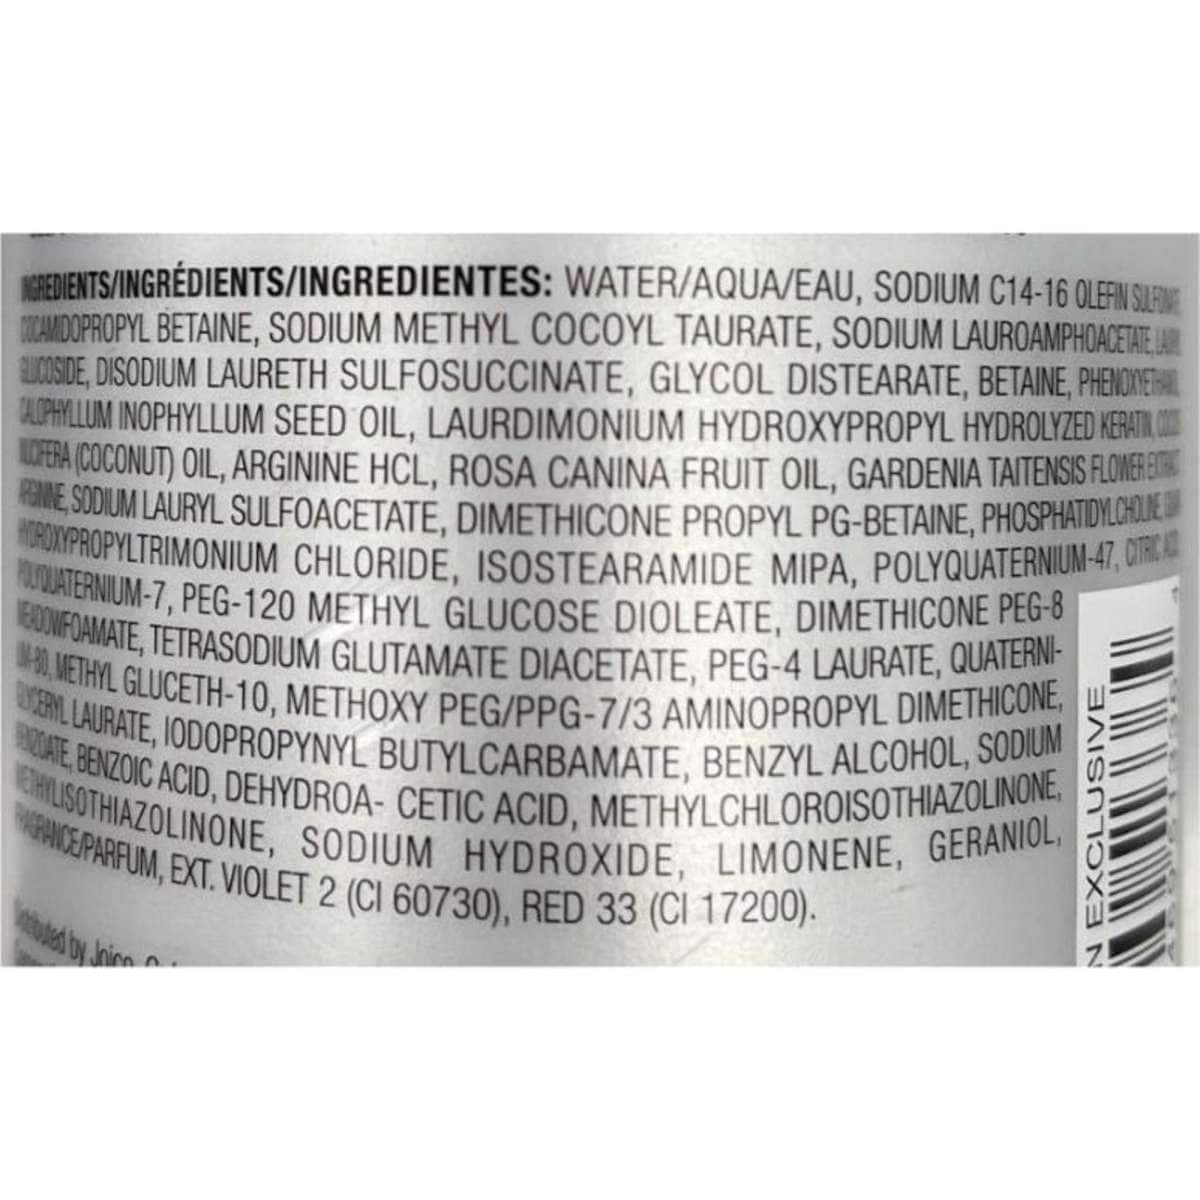 INGREDIENTS/INGRÉDIENTS/INGREDIENTES: WATER/AQUA/EAU, SODIUM C14-16 OLEFIN SULFONATE
COCAMIDOPROPYL BETAINE, SODIUM METHYL COCOYL TAURATE, SODIUM LAUROAMPHOACETATE, LAURYL
GLUCOSIDE, DISODIUM LAURETH SULFOSUCCINATE, GLYCOL DISTEARATE, BETAINE, PHENOXYETHANOL,
CALOPHYLLUM INOPHYLLUM SEED OIL, LAURDIMONIUM HYDROXYPROPYL HYDROLYZED KERATIN, COCOS
NUCIFERA (COCONUT) OIL, ARGININE HCL, ROSA CANINA FRUIT OIL, GARDENIA TAITENSIS FLOWER EXTRACT
ARGININE, SODIUM LAURYL SULFOACETATE, DIMETHICONE PROPYL PG-BETAINE, PHOSPHATIDYLCHOLINE,
HYDROXYPROPYLTRIMONIUM CHLORIDE, ISOSTEARAMIDE MIPA, POLYQUATERNIUM-47, CITRIC ACID,
POLYQUATERNIUM-7, PEG-120 METHYL GLUCOSE DIOLEATE, DIMETHICONE PEG-8
MEADOWFOAMATE, TETRASODIUM GLUTAMATE DIACETATE, PEG-4 LAURATE, QUATERNI-
UM-80, METHYL GLUCETH-10, METHOXY PEG/PPG-7/3 AMINOPROPYL DIMETHICONE,
GLYCERYL LAURATE, IODOPROPYNYL BUTYLCARBAMATE, BENZYL ALCOHOL, SODIUM
BENZOATE, BENZOIC ACID, DEHYDROA- CETIC ACID, METHYLCHLOROISOTHIAZOLINONE,
METHYLISOTHIAZOLINONE, SODIUM HYDROXIDE, LIMONENE, GERANIOL,
FRAGRANCE/PARFUM, EXT. VIOLET 2 (CI 60730), RED 33 (CI 17200).
Distributed by Joico,
N EXCLUSIVE